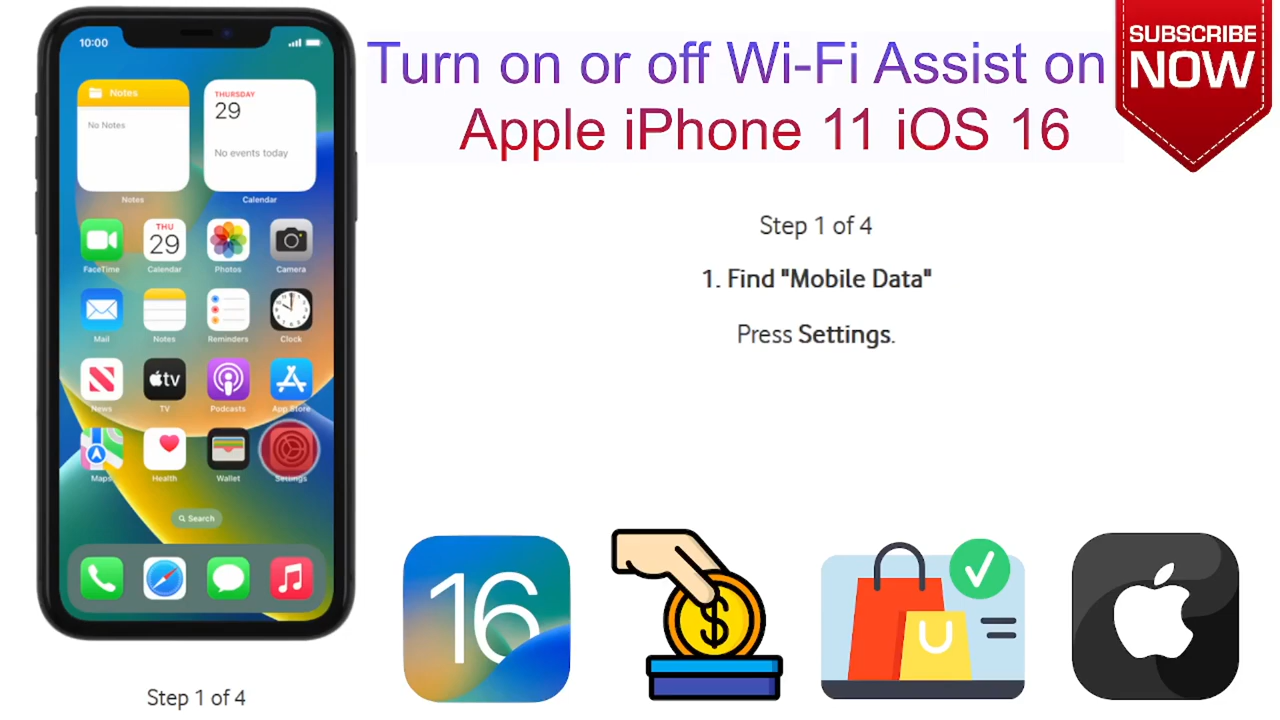 10:00
Notes
No Notes
THURSDAY
29
No events today
Notes
Calendar
FaceTime
THU
29
Calendar
Photos
Camera
Mail
Notes
Reminders
Clock
News
tv
TV
Podcasts
App Store
Maps
Health
Wallet
Settings
Search
Step 1 of 4
Turn on or off Wi-Fi Assist on
Apple iPhone 11 iOS 16
SUBSCRIBE
NOW
Step 1 of 4
1. Find "Mobile Data"
Press Settings.
16
$